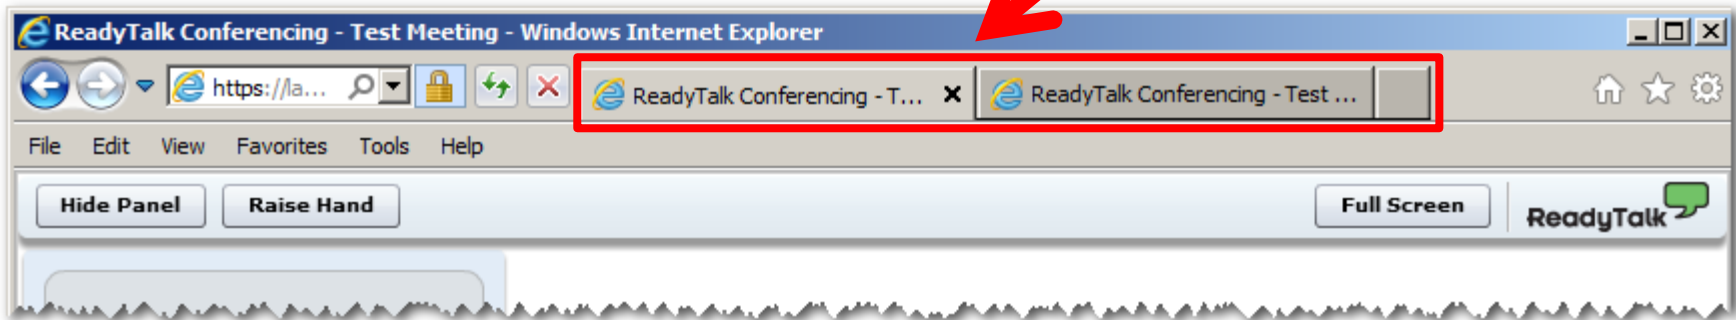 ReadyTalk Conferencing - Test Meeting - Windows Internet Explorer
https://la... ReadyTalk Conferencing - T... ReadyTalk Conferencing - Test ...
File Edit View Favorites Tools Help
Hide Panel Raise Hand Full Screen ReadyTalk